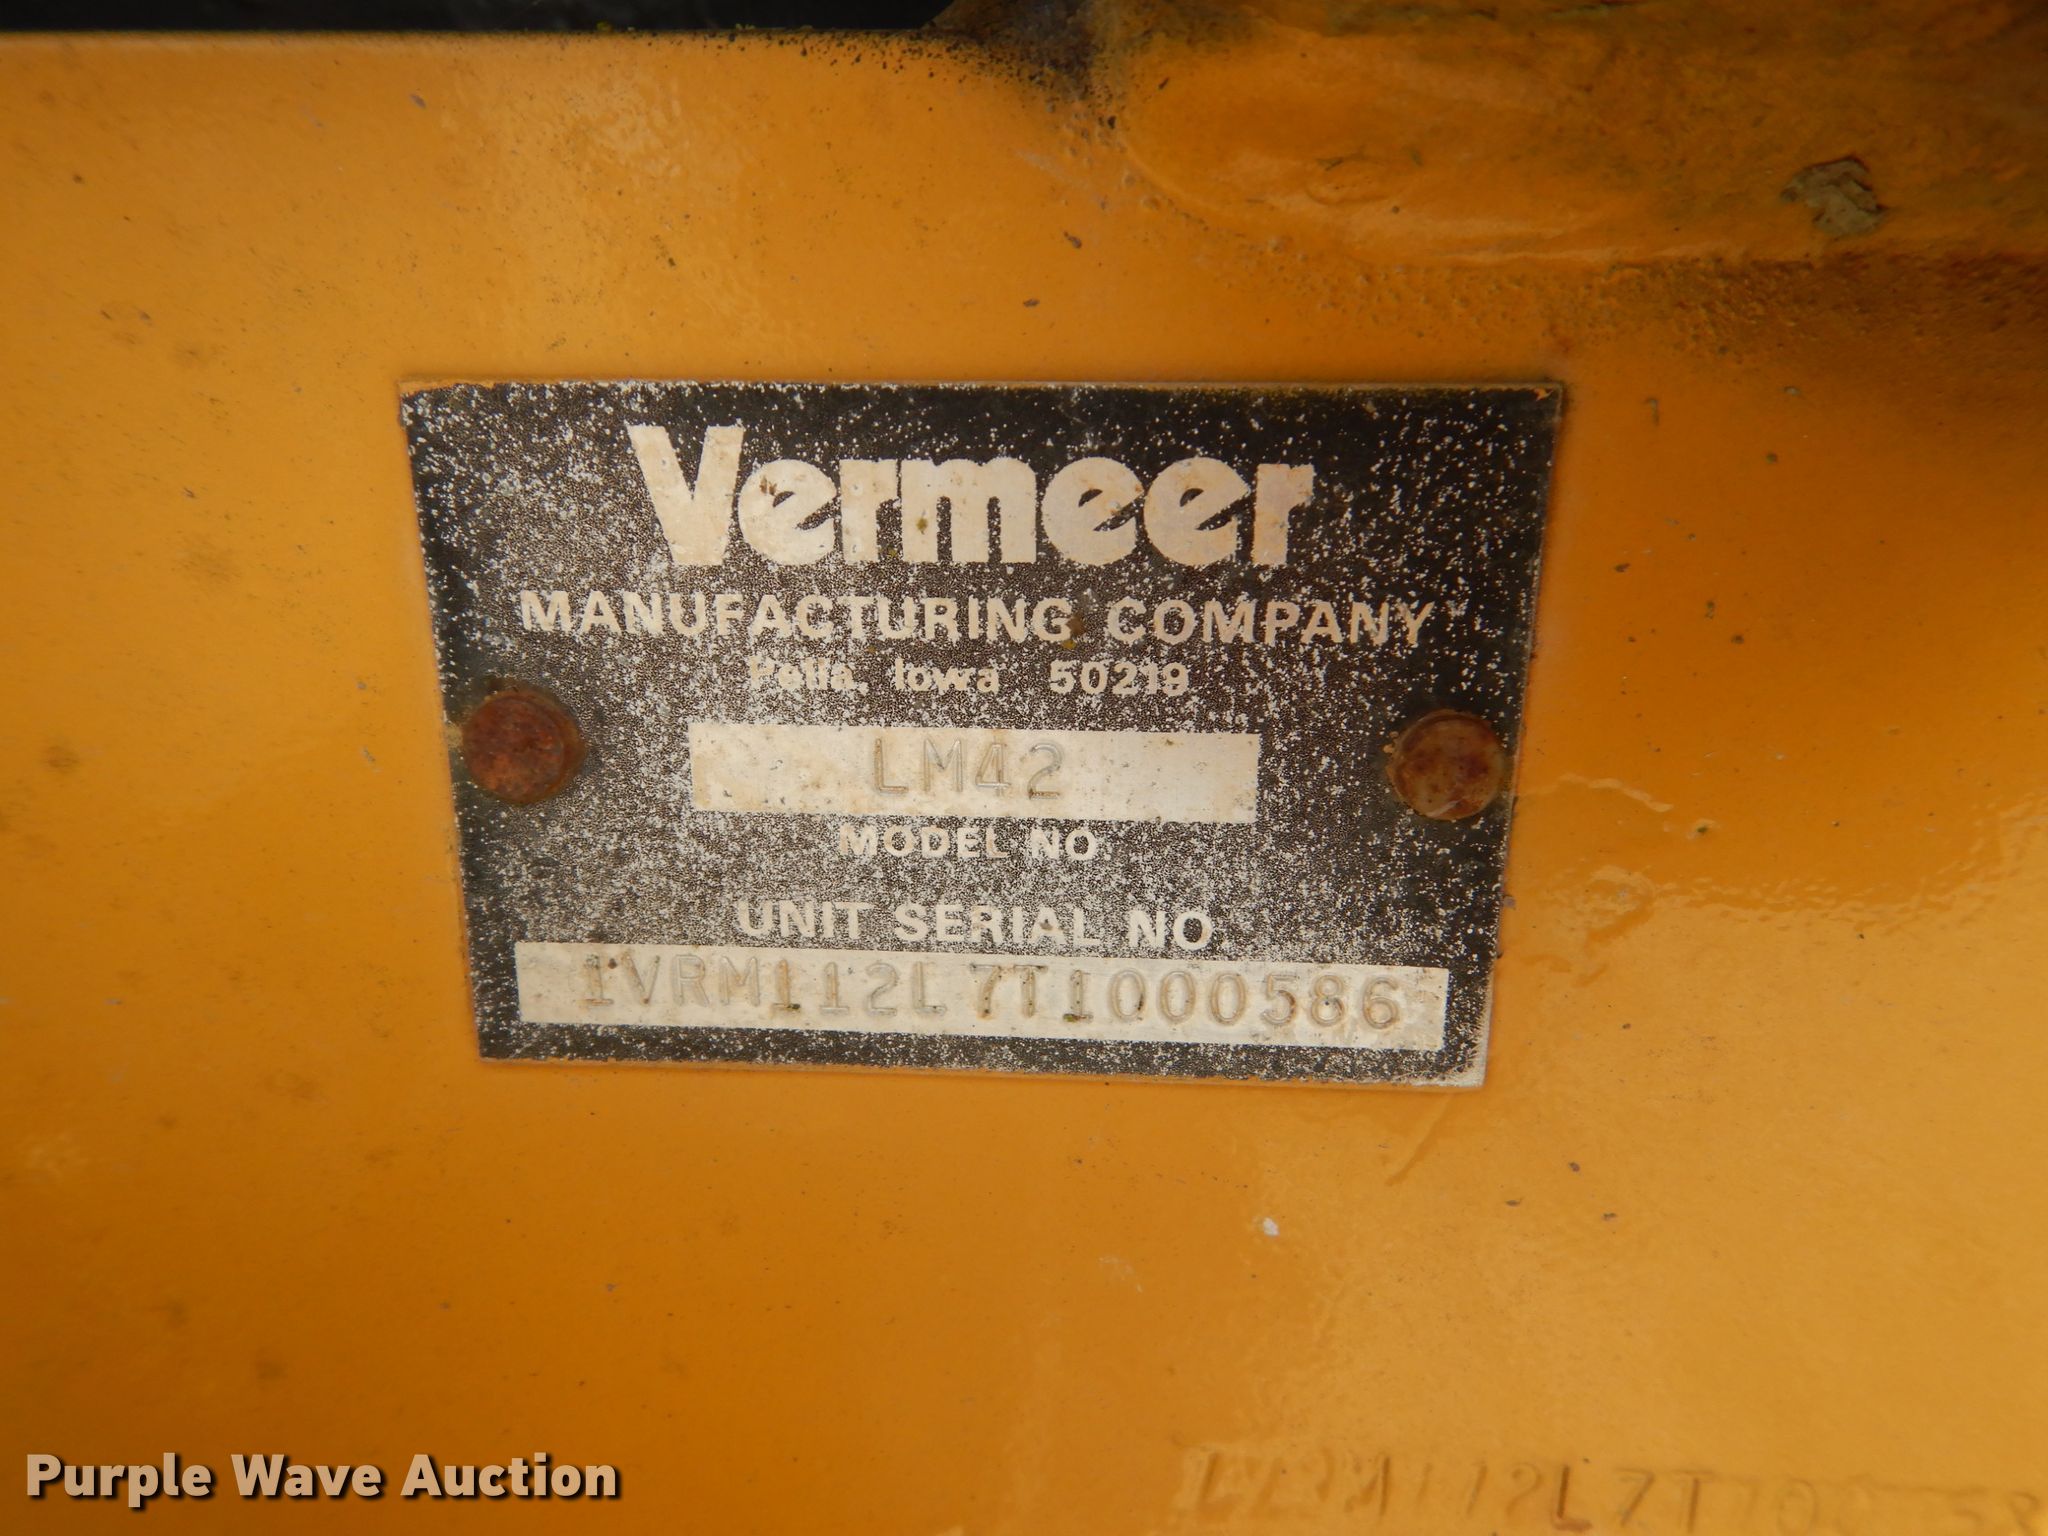 Vermeer
MANUFACTURING COMPANY
Pella, Iowa 50219
LM42
MODEL NO.
UNIT SERIAL NO.
1VRM112L7T1000586
Purple Wave Auction